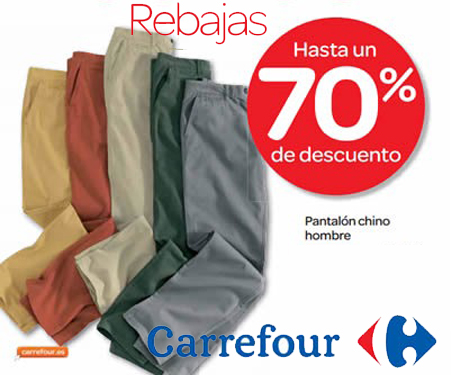 Rebajas
Hasta un
70%
de descuento
Pantalón chino
hombre
carrefour.es
Carrefour